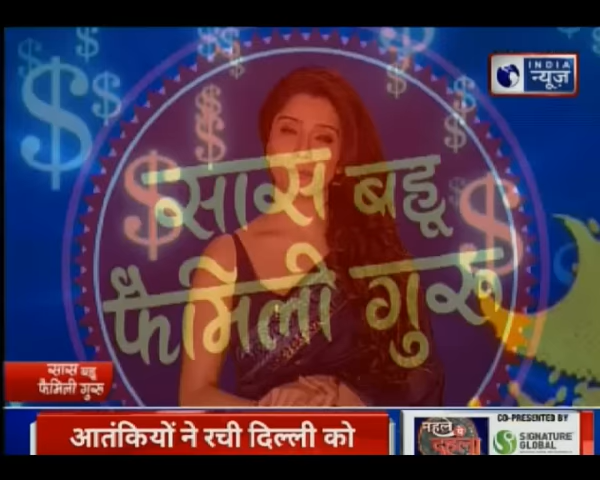 INDIA
न्यूज़
सास बहू
फैमिली गुरु
सास बहू
फैमिली गुरु
आतंकियों ने रची दिल्ली को
CO-PRESENTED BY
SIGNATURE
GLOBAL